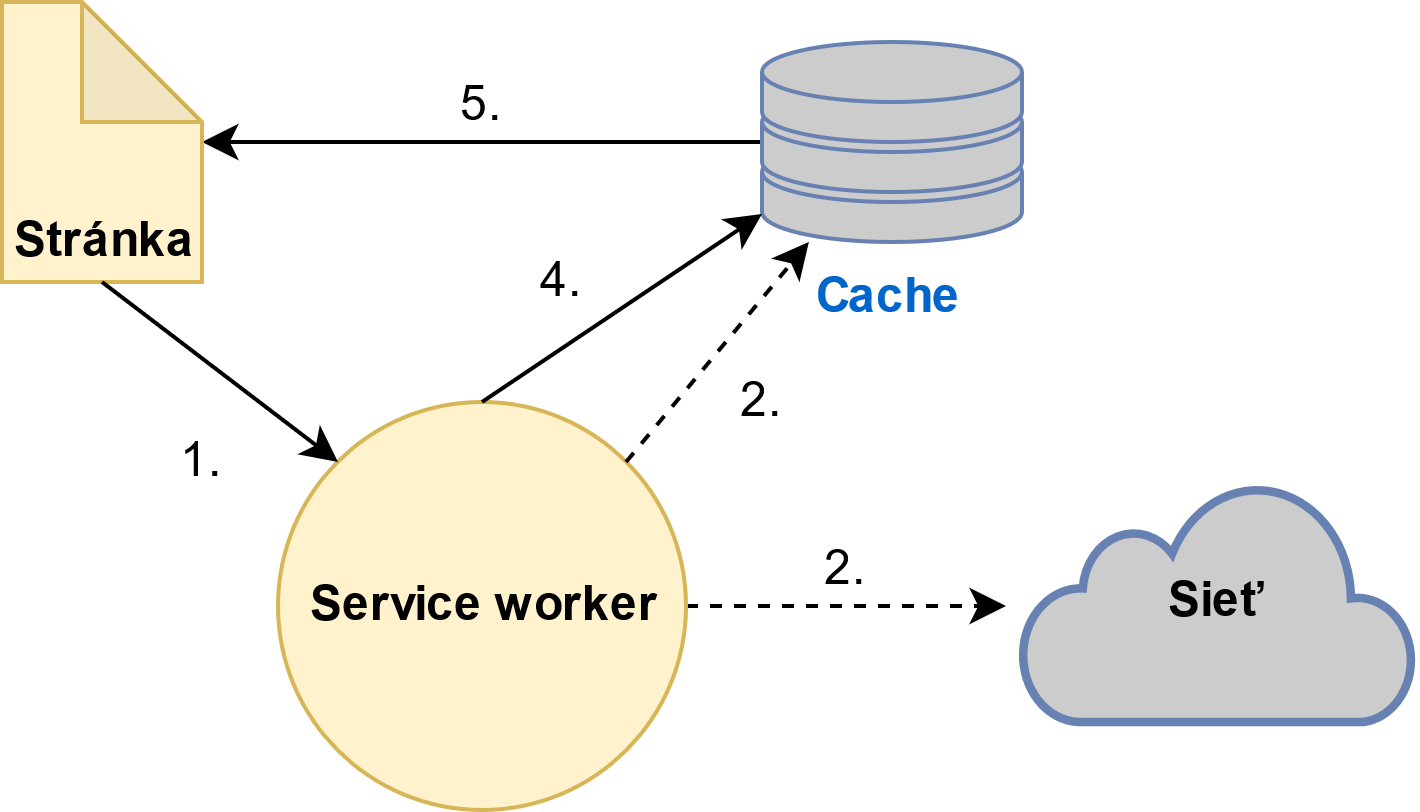 5.
Stránka
4.
Cache
2.
1.
2.
Service worker
Sieť